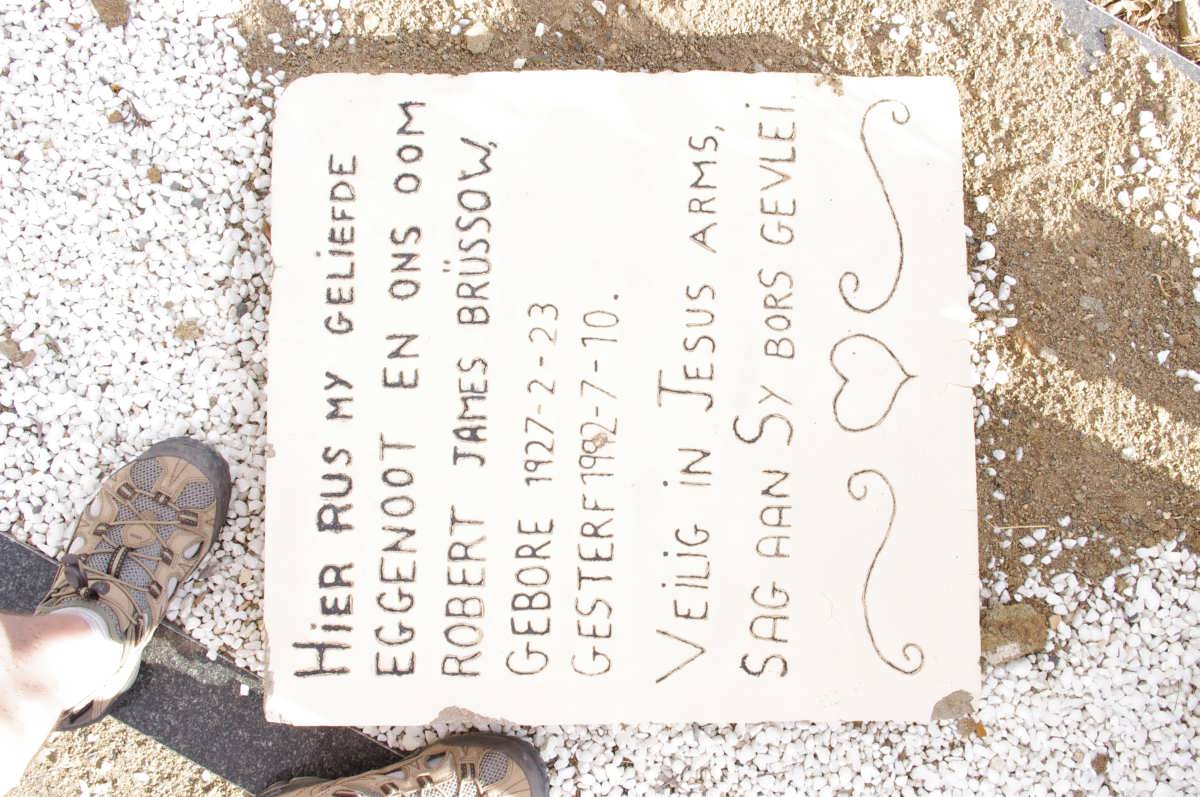 HiER RUS MY GELiEFDE
EGGENOOT EN ONS OOM
ROBERT JAMES BRÜSSOW,
GEBORE 1927-2-23
GESTERF 1992-7-10.
VEiLiG iN JESUS ARMS,
SAG AAN SY BORS GEVLEi.